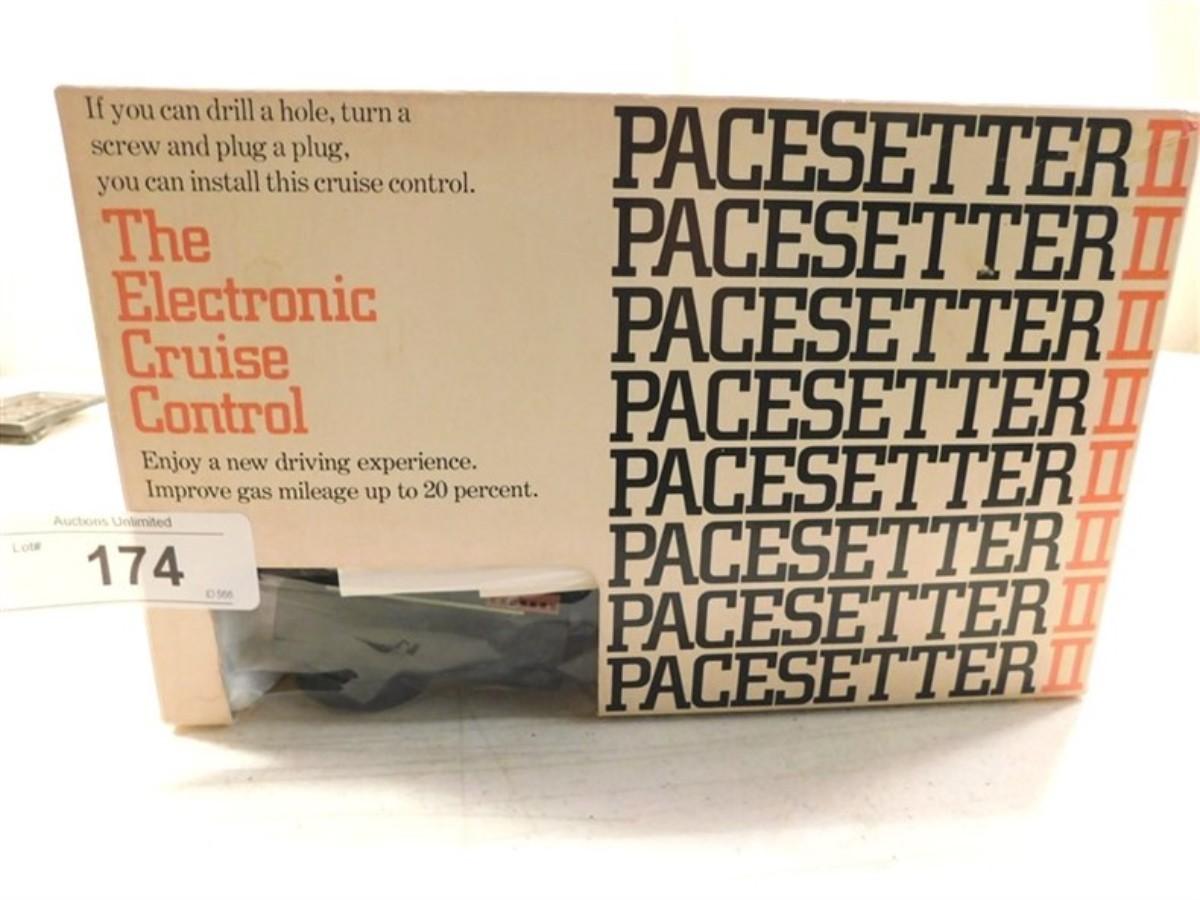 If you can drill a hole, turn a
screw and plug a plug,
you can install this cruise control.
The
Electronic
Cruise
Control
Enjoy a new driving experience.
Improve gas mileage up to 20 percent.
PACESETTER II
PACESETTER II
PACESETTER II
PACESETTER II
PACESETTER II
PACESETTER II
PACESETTER II
PACESETTER II
Auctions Unlimited
Lot#
174